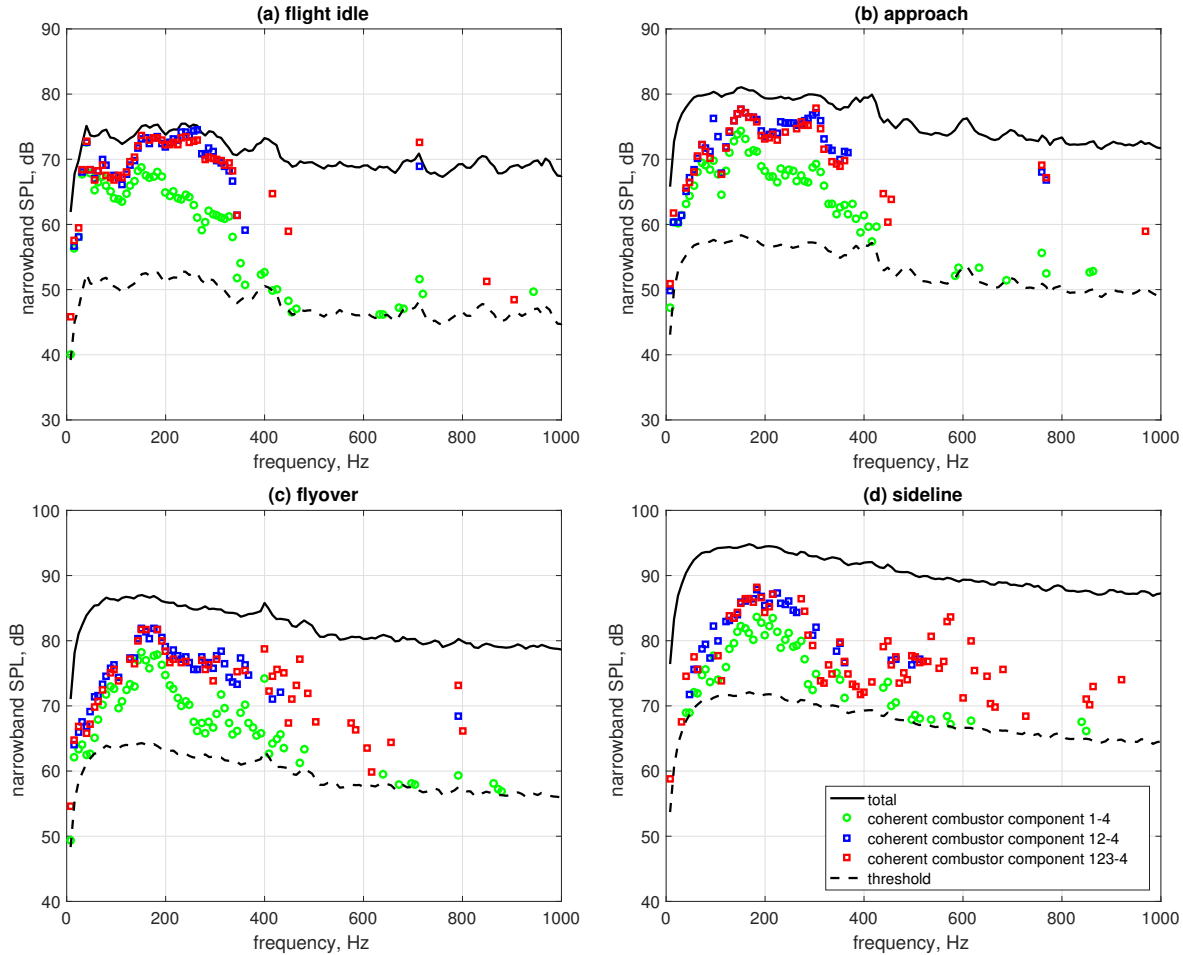 (a) flight idle
narrowband SPL, dB
90
80
70
60
50
40
30
0 200 400 600 800 1000
frequency, Hz
(b) approach
narrowband SPL, dB
90
80
70
60
50
40
30
0 200 400 600 800 1000
frequency, Hz
(c) flyover
narrowband SPL, dB
100
90
80
70
60
50
40
0 200 400 600 800 1000
frequency, Hz
(d) sideline
narrowband SPL, dB
100
90
80
70
60
50
40
total
coherent combustor component 1-4
coherent combustor component 12-4
coherent combustor component 123-4
threshold
0 200 400 600 800 1000
frequency, Hz